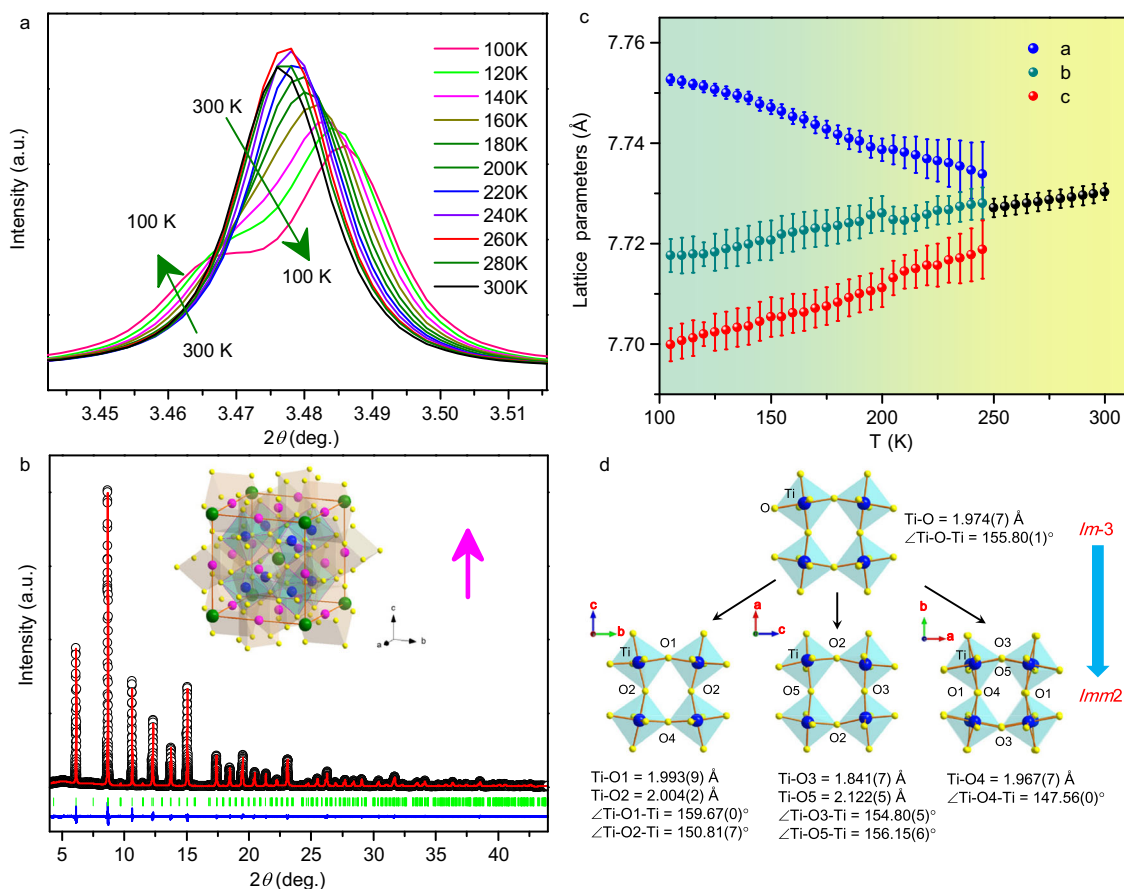 a
Intensity (a.u.)
300 K
100 K
100 K
300 K
100K
120K
140K
160K
180K
200K
220K
240K
260K
280K
300K
3.45 3.46 3.47 3.48 3.49 3.50 3.51
2θ (deg.)
c
Lattice parameters (Å)
7.76
7.74
7.72
7.70
a
b
c
100 150 200 250 300
T (K)
b
Intensity (a.u.)
c
a b
5 10 15 20 25 30 35 40
2θ (deg.)
d
Ti
O
Ti-O = 1.974(7) Å
∠Ti-O-Ti = 155.80(1)°
Im-3
Imm2
c
b
Ti
O1
O2 O2
O4
Ti-O1 = 1.993(9) Å
Ti-O2 = 2.004(2) Å
∠Ti-O1-Ti = 159.67(0)°
∠Ti-O2-Ti = 150.81(7)°
a
c
Ti
O2
O5 O3
O2
Ti-O3 = 1.841(7) Å
Ti-O5 = 2.122(5) Å
∠Ti-O3-Ti = 154.80(5)°
∠Ti-O5-Ti = 156.15(6)°
b
a
Ti
O3
O5
O1 O4 O1
O3
Ti-O4 = 1.967(7) Å
∠Ti-O4-Ti = 147.56(0)°